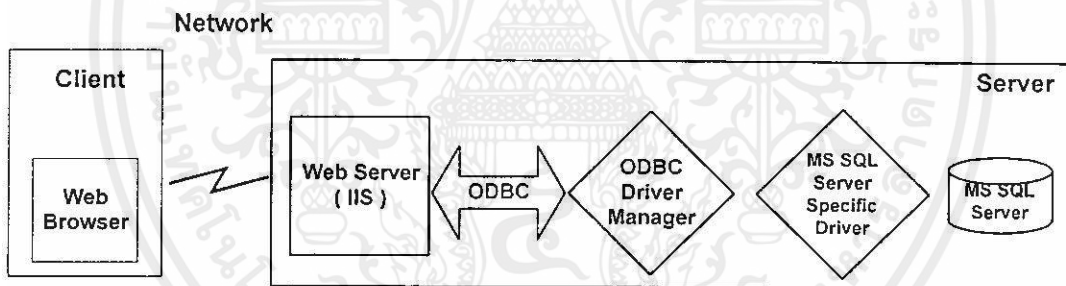 Network
Client
Server
Web
Browser
Web Server
( IIS )
ODBC
ODBC
Driver
Manager
MS SQL
Server
Specific
Driver
MS SQL
Server